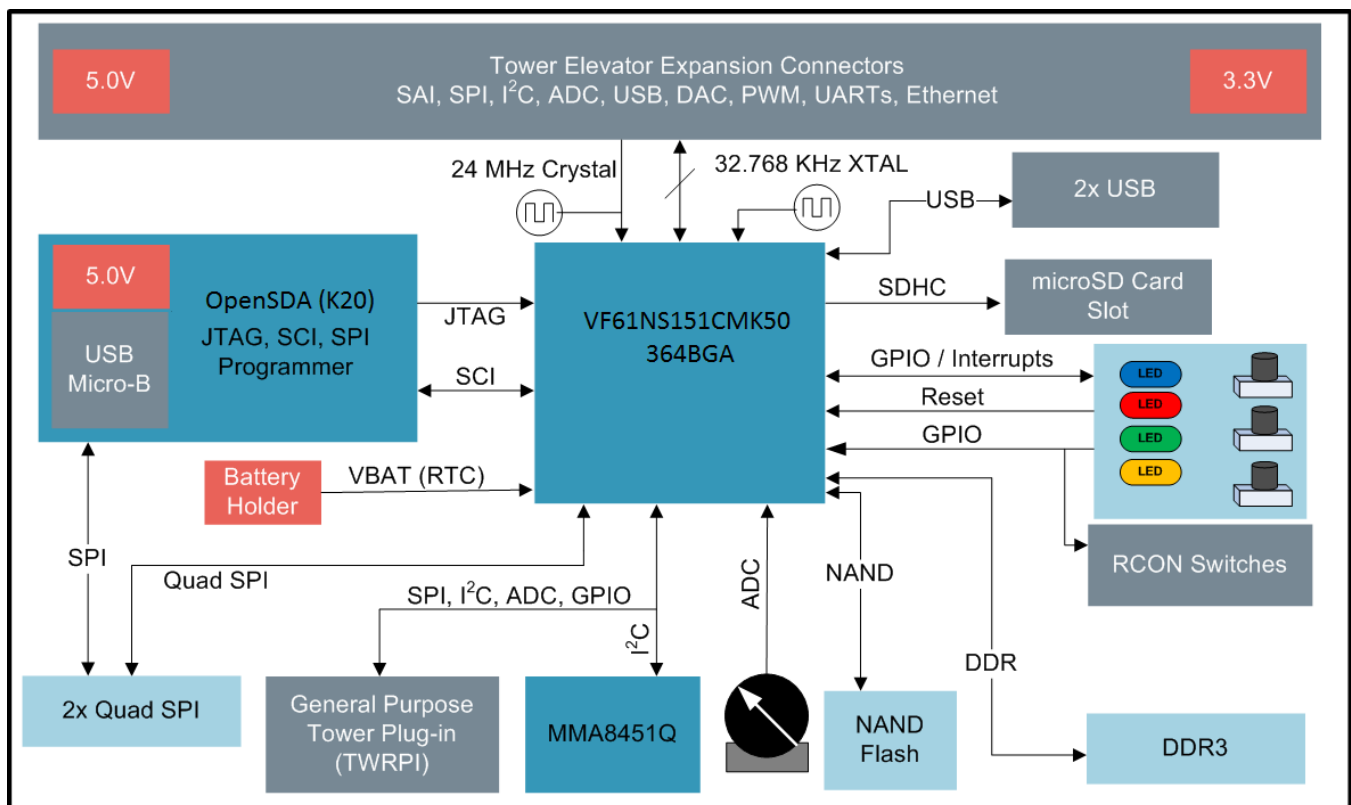 5.0V
Tower Elevator Expansion Connectors
SAI, SPI, I²C, ADC, USB, DAC, PWM, UARTs, Ethernet
3.3V
24 MHz Crystal
32.768 KHz XTAL
USB
2x USB
5.0V
USB
Micro-B
OpenSDA (K20)
JTAG, SCI, SPI
Programmer
JTAG
SCI
VF61NS151CMK50
364BGA
SDHC
microSD Card
Slot
GPIO / Interrupts
Reset
GPIO
LED
LED
LED
LED
RCON Switches
Battery
Holder
VBAT (RTC)
SPI
Quad SPI
SPI, I²C, ADC, GPIO
I²C
ADC
NAND
DDR
2x Quad SPI
General Purpose
Tower Plug-in
(TWRPI)
MMA8451Q
NAND
Flash
DDR3